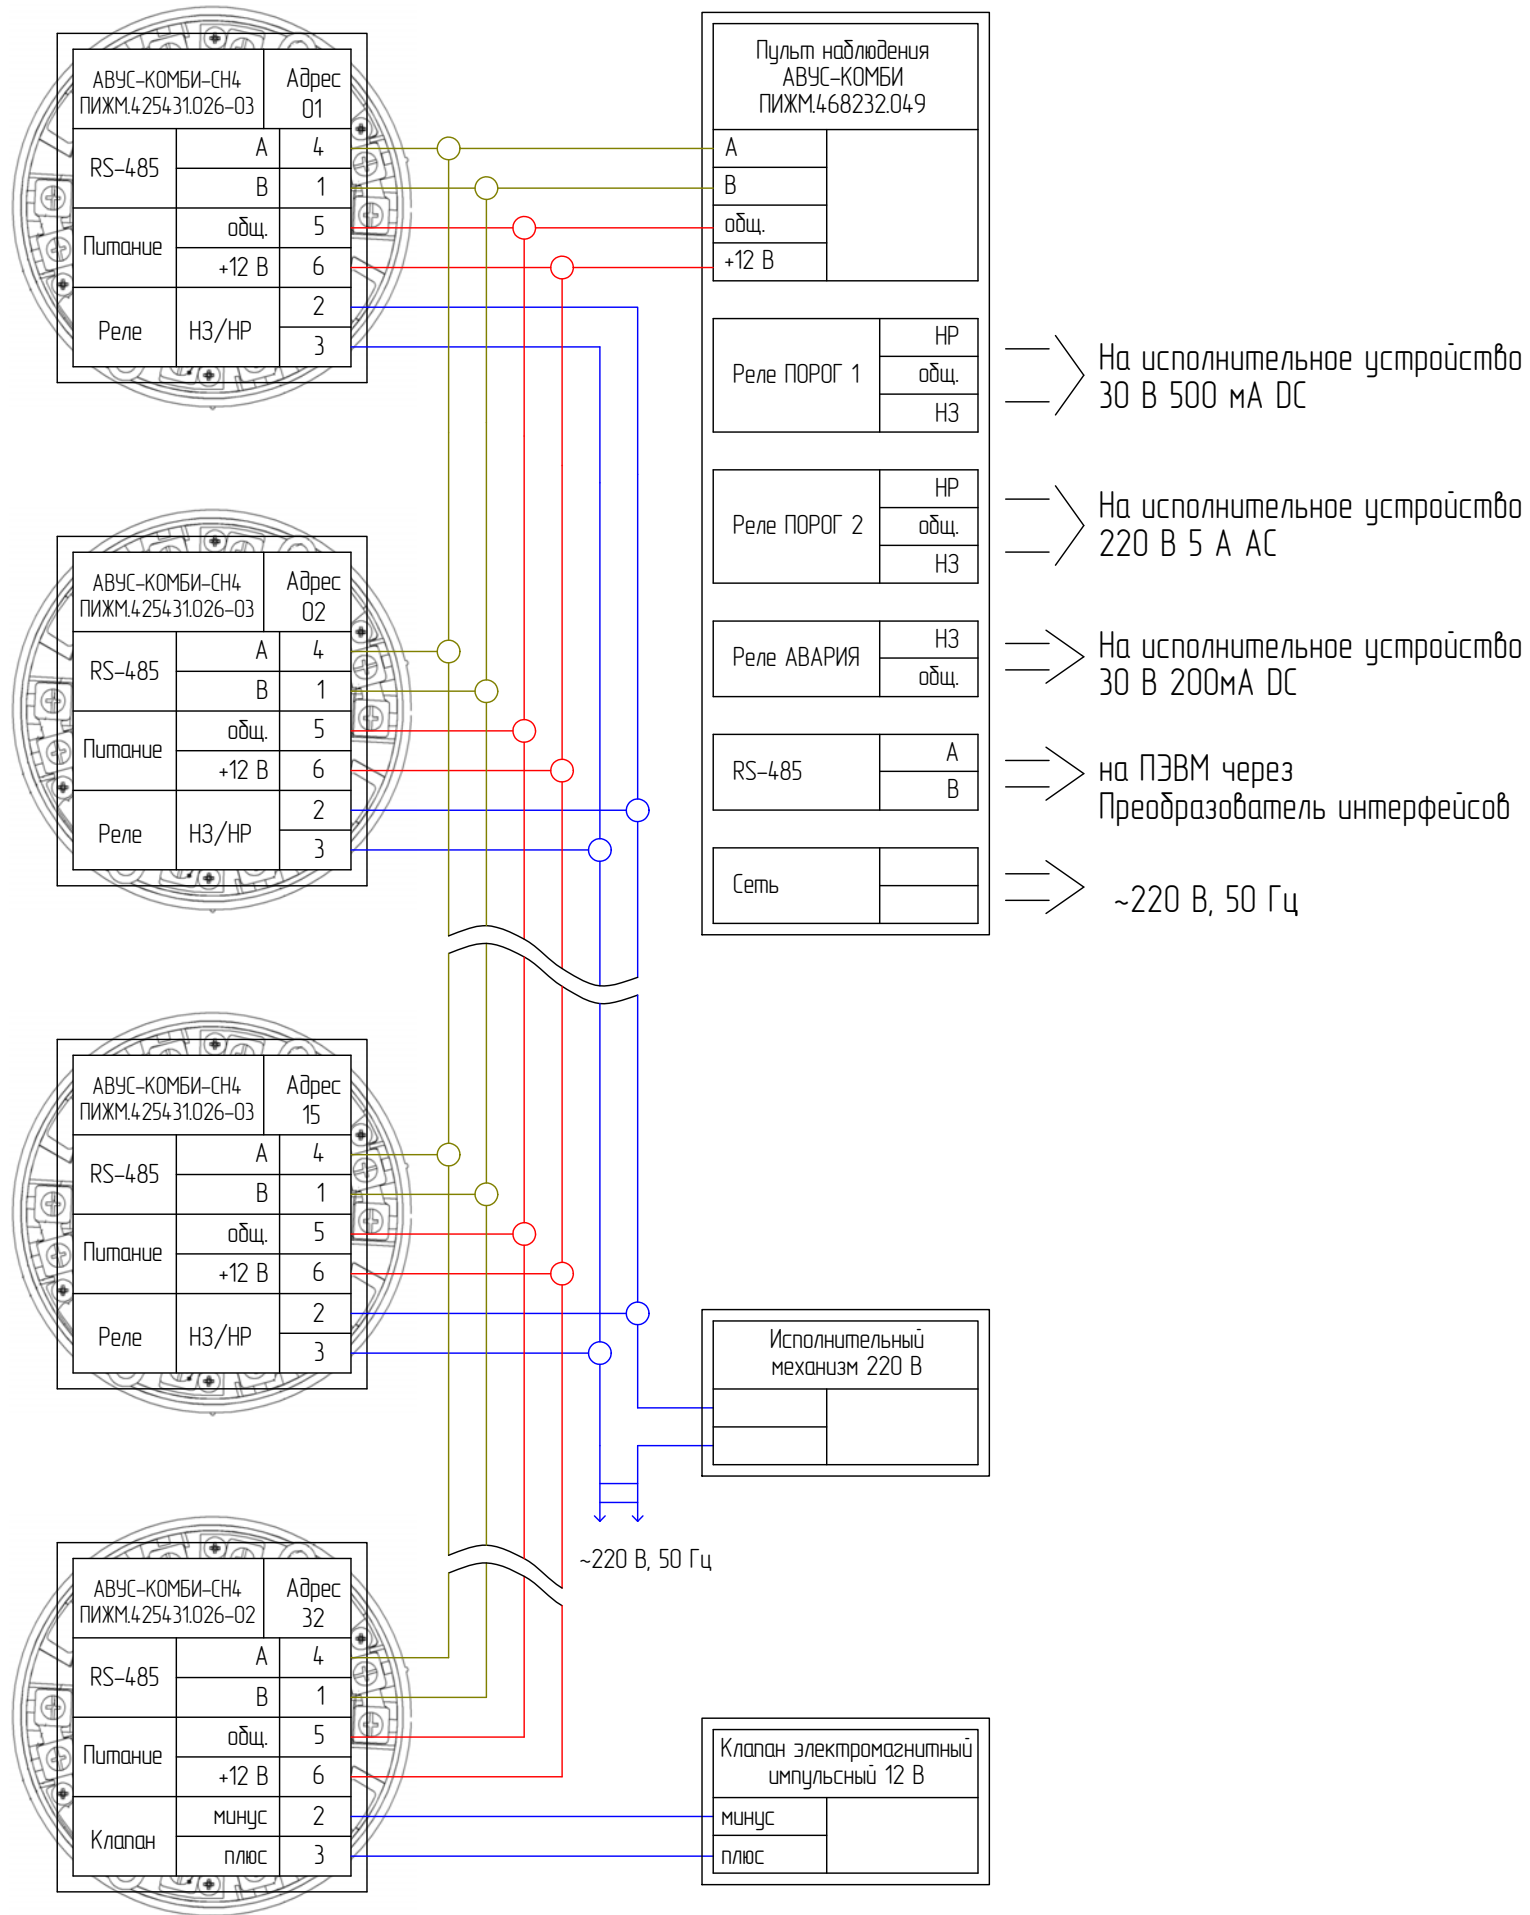 АВУС-КОМБИ-СН4
ПИЖМ.425431.026-03
Адрес
01
RS-485
А
4
В
1
Питание
общ.
5
+12 В
6
Реле
НЗ/НР
2
3
Пульт наблюдения
АВУС-КОМБИ
ПИЖМ.468232.049
А
В
общ.
+12 В
Реле ПОРОГ 1
НР
общ.
НЗ
На исполнительное устройство
30 В 500 мА DC
Реле ПОРОГ 2
НР
общ.
НЗ
На исполнительное устройство
220 В 5 А АС
Реле АВАРИЯ
НЗ
общ.
На исполнительное устройство
30 В 200мА DC
RS-485
А
В
на ПЭВМ через
Преобразователь интерфейсов
Сеть
~220 В, 50 Гц
АВУС-КОМБИ-СН4
ПИЖМ.425431.026-03
Адрес
02
RS-485
А
4
В
1
Питание
общ.
5
+12 В
6
Реле
НЗ/НР
2
3
АВУС-КОМБИ-СН4
ПИЖМ.425431.026-03
Адрес
15
RS-485
А
4
В
1
Питание
общ.
5
+12 В
6
Реле
НЗ/НР
2
3
Исполнительный
механизм 220 В
~220 В, 50 Гц
АВУС-КОМБИ-СН4
ПИЖМ.425431.026-02
Адрес
32
RS-485
А
4
В
1
Питание
общ.
5
+12 В
6
Клапан
минус
2
плюс
3
Клапан электромагнитный
импульсный 12 В
минус
плюс